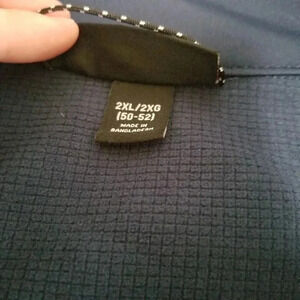 2XL/2XG
(50-52)
MADE IN
BANGLADESH